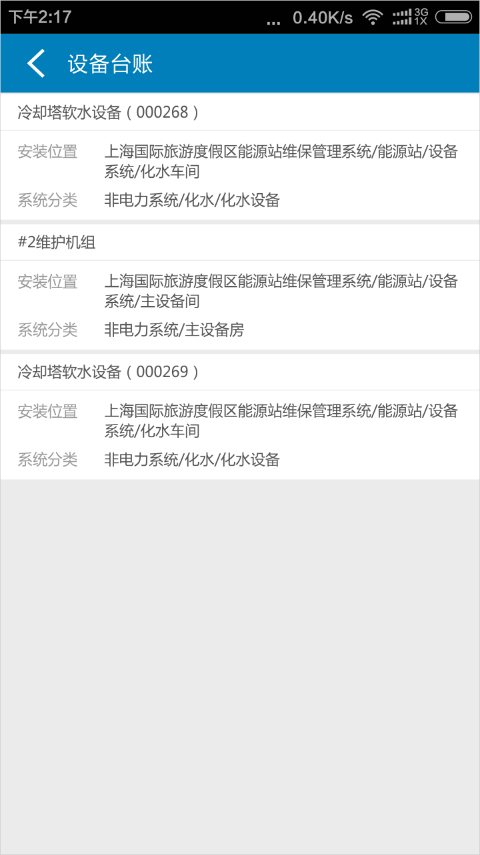 下午2:17 ... 0.40K/s 3G 1X
设备台账
冷却塔软水设备（000268）
安装位置 上海国际旅游度假区能源站维保管理系统/能源站/设备
系统/化水车间
系统分类 非电力系统/化水/化水设备
#2维护机组
安装位置 上海国际旅游度假区能源站维保管理系统/能源站/设备
系统/主设备间
系统分类 非电力系统/主设备房
冷却塔软水设备（000269）
安装位置 上海国际旅游度假区能源站维保管理系统/能源站/设备
系统/化水车间
系统分类 非电力系统/化水/化水设备